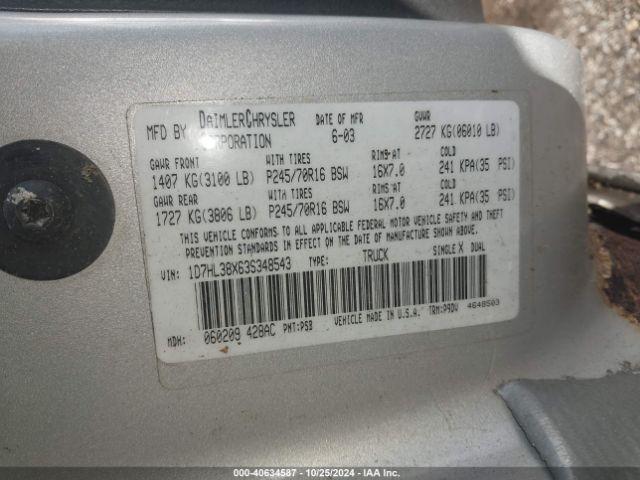 MFD BY DAIMLERCHRYSLER CORPORATION DATE OF MFR 6-03 GVWR 2727 KG(06010 LB)
GAWR FRONT WITH TIRES RIMS AT COLD
1407 KG(3100 LB) P245/70R16 BSW 16X7.0 241 KPA(35 PSI)
GAWR REAR WITH TIRES RIMS AT COLD
1727 KG(3806 LB) P245/70R16 BSW 16X7.0 241 KPA(35 PSI)
THIS VEHICLE CONFORMS TO ALL APPLICABLE FEDERAL MOTOR VEHICLE SAFETY AND THEFT
PREVENTION STANDARDS IN EFFECT ON THE DATE OF MANUFACTURE SHOWN ABOVE.
VIN: 1D7HL38X63S348543 TYPE: TRUCK SINGLE X DUAL
MDH: 060209 428AC PNT:PSB VEHICLE MADE IN U.S.A. TRM:P9DV 4648503
000-40634587 - 10/25/2024 - IAA Inc.